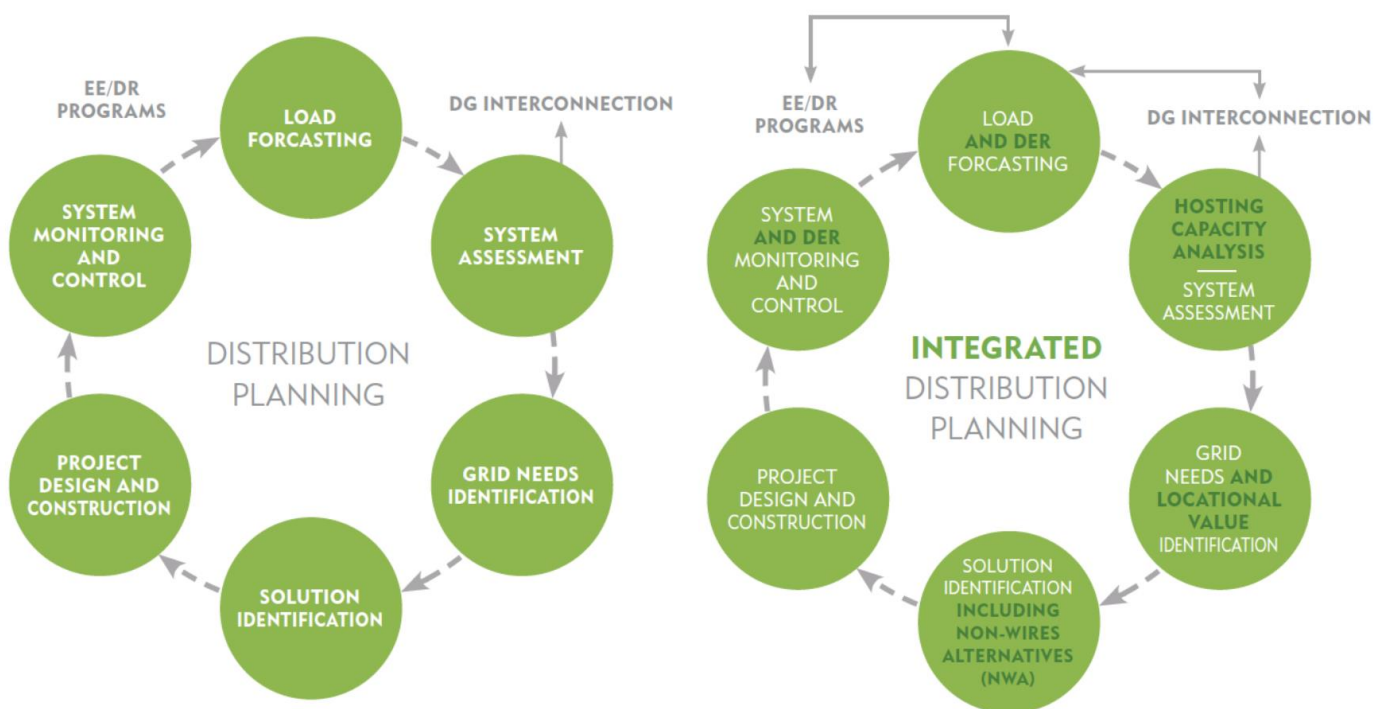 EE/DR
PROGRAMS
LOAD
FORCASTING
DG INTERCONNECTION
SYSTEM
MONITORING
AND
CONTROL
SYSTEM
ASSESSMENT
DISTRIBUTION
PLANNING
PROJECT
DESIGN AND
CONSTRUCTION
GRID NEEDS
IDENTIFICATION
SOLUTION
IDENTIFICATION
EE/DR
PROGRAMS
LOAD
AND DER
FORCASTING
DG INTERCONNECTION
SYSTEM
AND DER
MONITORING
AND
CONTROL
HOSTING
CAPACITY
ANALYSIS
SYSTEM
ASSESSMENT
INTEGRATED
DISTRIBUTION
PLANNING
PROJECT
DESIGN AND
CONSTRUCTION
GRID
NEEDS AND
LOCATIONAL
VALUE
IDENTIFICATION
SOLUTION
IDENTIFICATION
INCLUDING
NON-WIRES
ALTERNATIVES
(NWA)